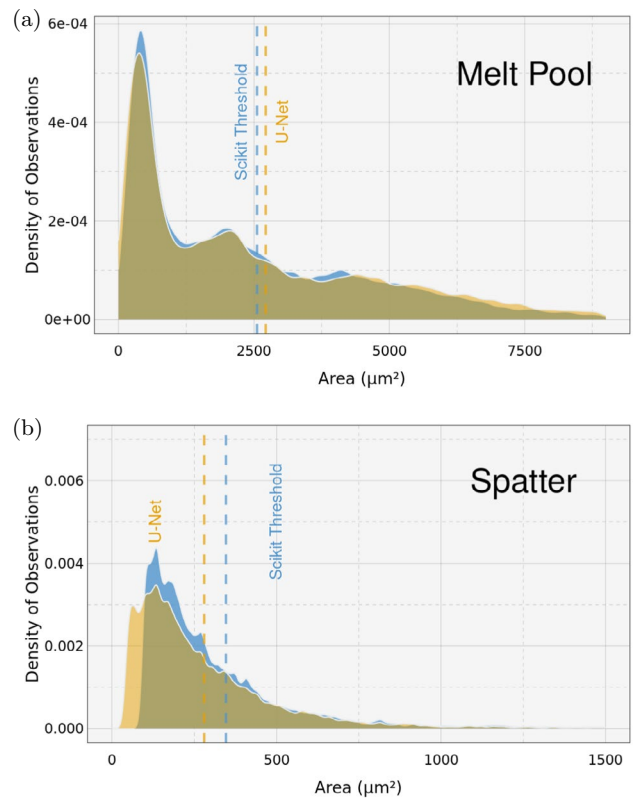 (a)
6e-04
4e-04
2e-04
0e+00
Density of Observations
Melt Pool
Scikit Threshold
U-Net
0 2500 5000 7500
Area (μm²)
(b)
0.006
0.004
0.002
0.000
Density of Observations
Spatter
U-Net
Scikit Threshold
0 500 1000 1500
Area (μm²)